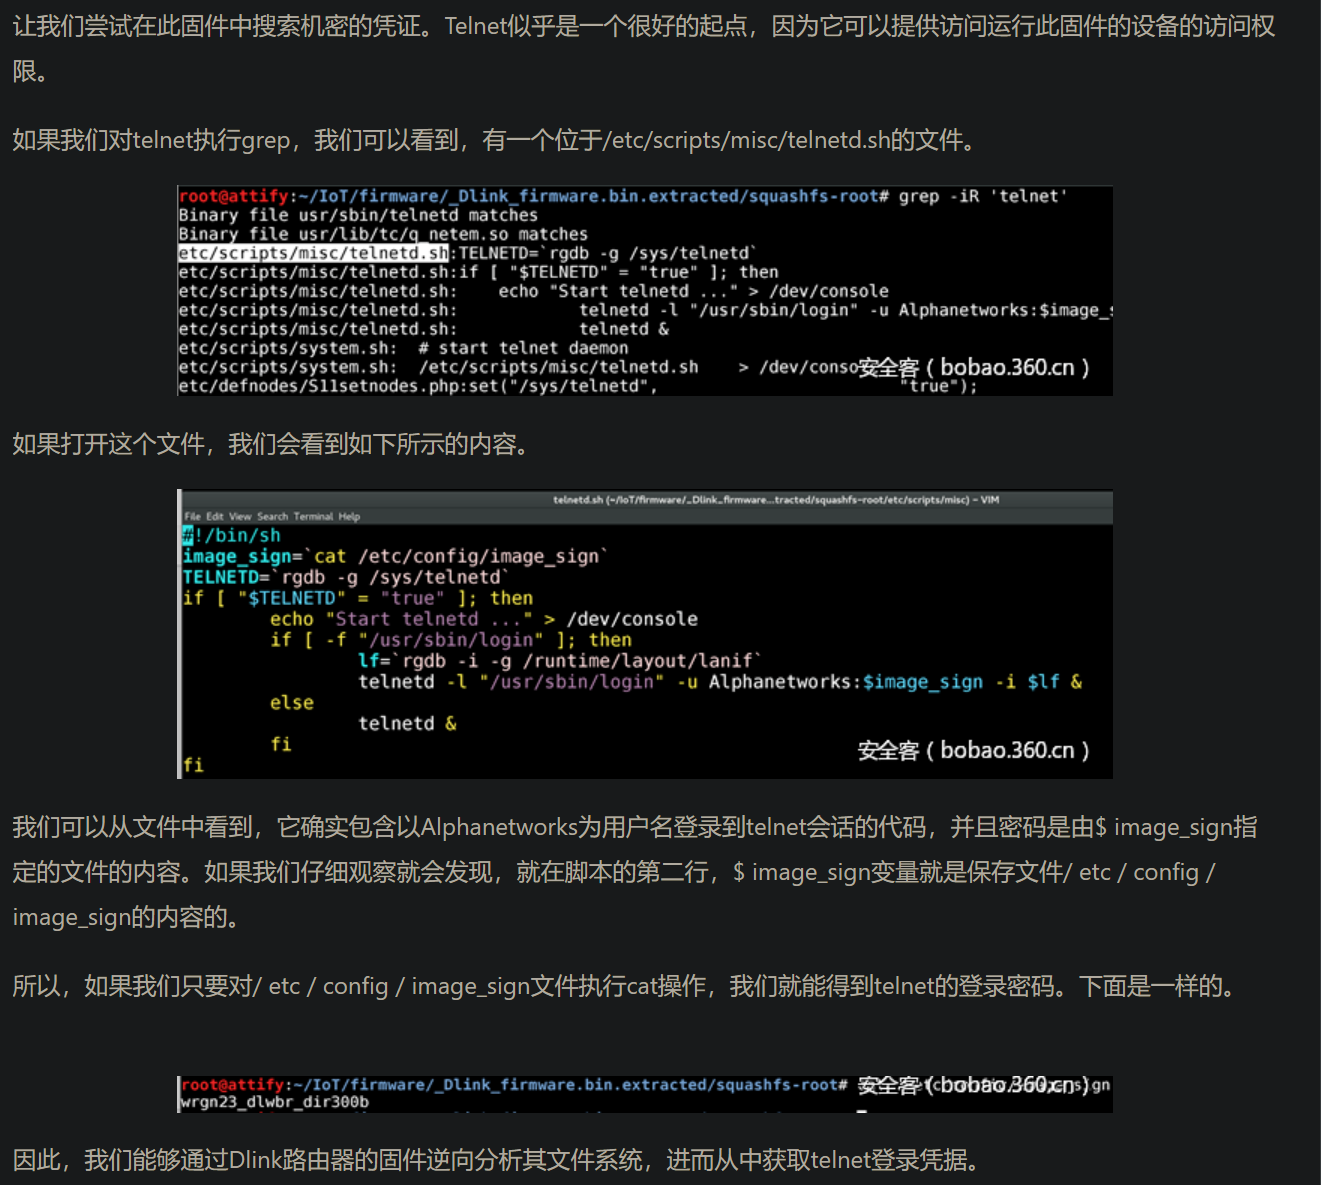 让我们尝试在此固件中搜索机密的凭证。Telnet似乎是一个很好的起点，因为它可以提供访问运行此固件的设备的访问权
限。
如果我们对telnet执行grep，我们可以看到，有一个位于/etc/scripts/misc/telnetd.sh的文件。
root@attify:~/IoT/firmware/_Dlink_firmware.bin.extracted/squashfs-root# grep -iR 'telnet'
Binary file usr/sbin/telnetd matches
Binary file usr/lib/tc/q_netem.so matches
etc/scripts/misc/telnetd.sh:TELNETD=`rgdb -g /sys/telnetd`
etc/scripts/misc/telnetd.sh:if [ "$TELNETD" = "true" ]; then
etc/scripts/misc/telnetd.sh:    echo "Start telnetd ..." > /dev/console
etc/scripts/misc/telnetd.sh:            telnetd -l "/usr/sbin/login" -u Alphanetworks:$image_s
etc/scripts/misc/telnetd.sh:            telnetd &
etc/scripts/system.sh:  # start telnet daemon
etc/scripts/system.sh:  /etc/scripts/misc/telnetd.sh    > /dev/conso
安全客 ( bobao.360.cn )
etc/defnodes/S11setnodes.php:set("/sys/telnetd",                        "true");
如果打开这个文件，我们会看到如下所示的内容。
telnetd.sh (~/IoT/firmware/_Dlink_firmware...tracted/squashfs-root/etc/scripts/misc) - VIM
File Edit View Search Terminal Help
#!/bin/sh
image_sign=`cat /etc/config/image_sign`
TELNETD=`rgdb -g /sys/telnetd`
if [ "$TELNETD" = "true" ]; then
        echo "Start telnetd ..." > /dev/console
        if [ -f "/usr/sbin/login" ]; then
                lf=`rgdb -i -g /runtime/layout/lanif`
                telnetd -l "/usr/sbin/login" -u Alphanetworks:$image_sign -i $lf &
        else
                telnetd &
        fi
安全客 ( bobao.360.cn )
fi
我们可以从文件中看到，它确实包含以Alphanetworks为用户名登录到telnet会话的代码，并且密码是由$ image_sign指
定的文件的内容。如果我们仔细观察就会发现，就在脚本的第二行，$ image_sign变量就是保存文件/ etc / config /
image_sign的内容的。
所以，如果我们只要对/ etc / config / image_sign文件执行cat操作，我们就能得到telnet的登录密码。下面是一样的。
root@attify:~/IoT/firmware/_Dlink_firmware.bin.extracted/squashfs-root#
安全客 ( bobao.360.cn )
wrgn23_dlwbr_dir300b
因此，我们能够通过Dlink路由器的固件逆向分析其文件系统，进而从中获取telnet登录凭据。